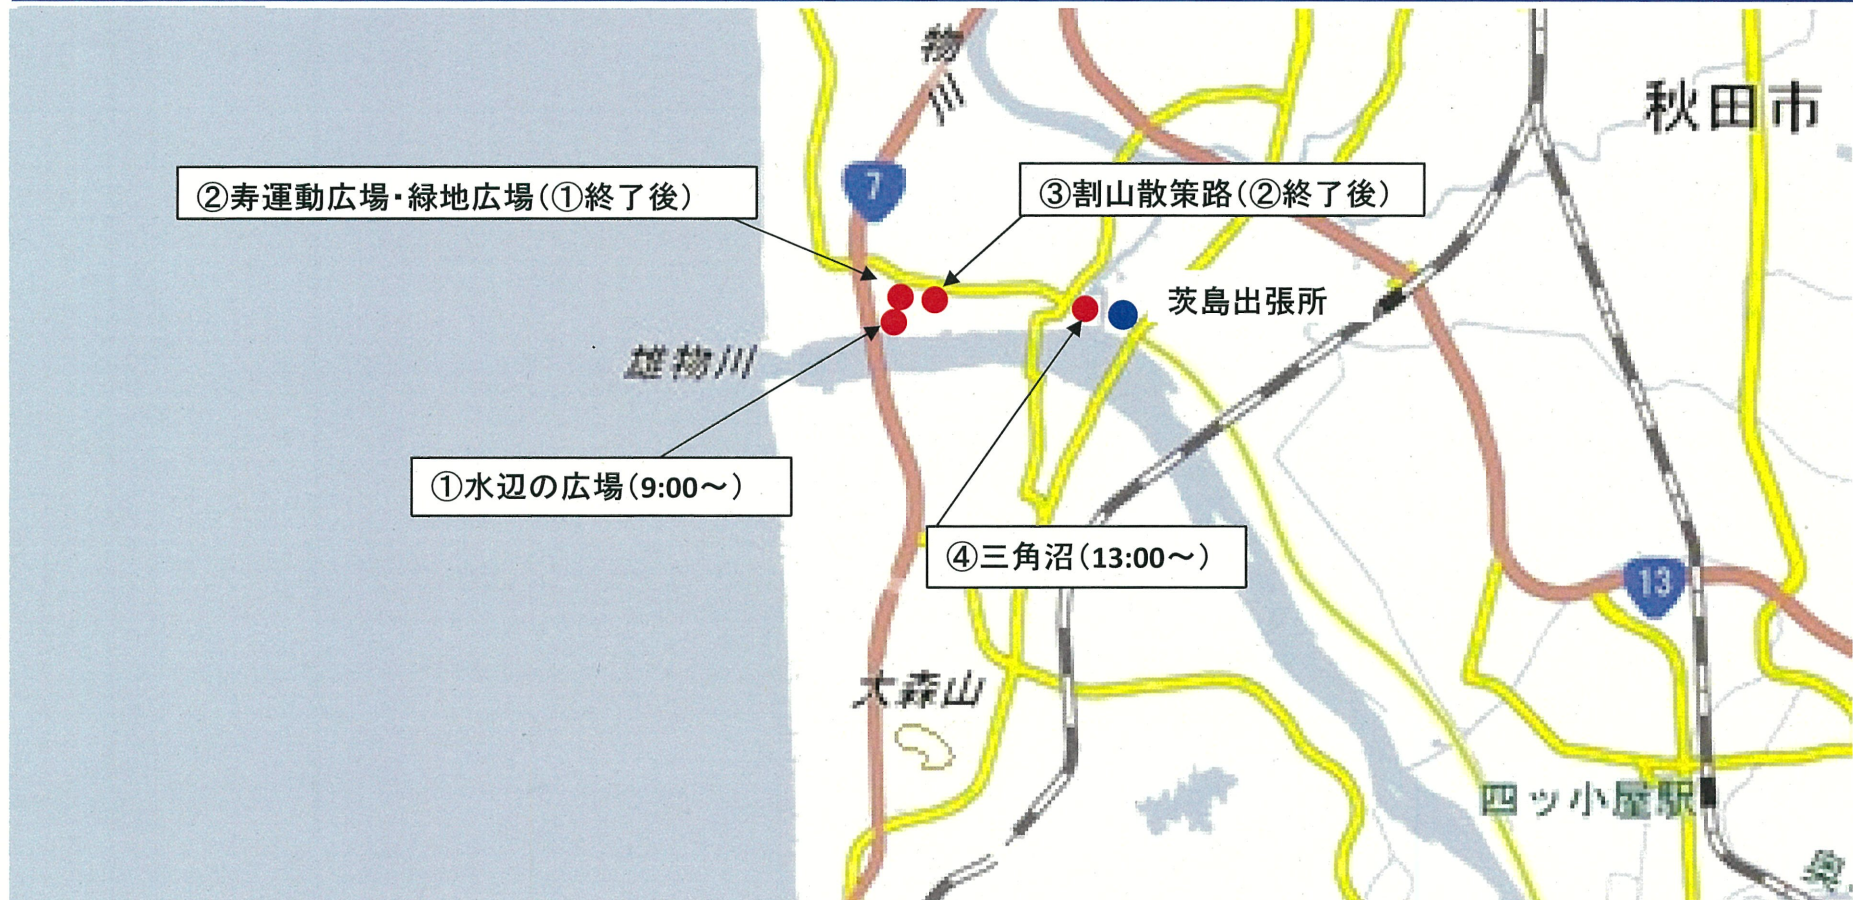 物川
秋田市
7
②寿運動広場・緑地広場(①終了後)
③割山散策路(②終了後)
茨島出張所
雄物川
①水辺の広場(9:00～)
④三角沼(13:00～)
13
大森山
四ッ小屋駅
奥